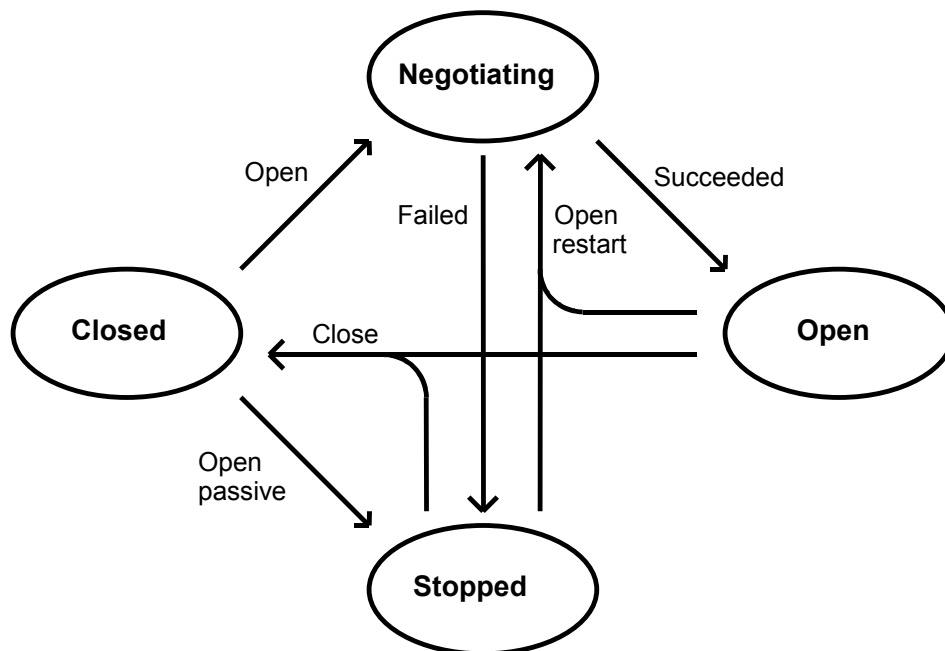 Negotiating
Open
Succeeded
Failed
Open
restart
Closed
Close
Open
Open
passive
Stopped